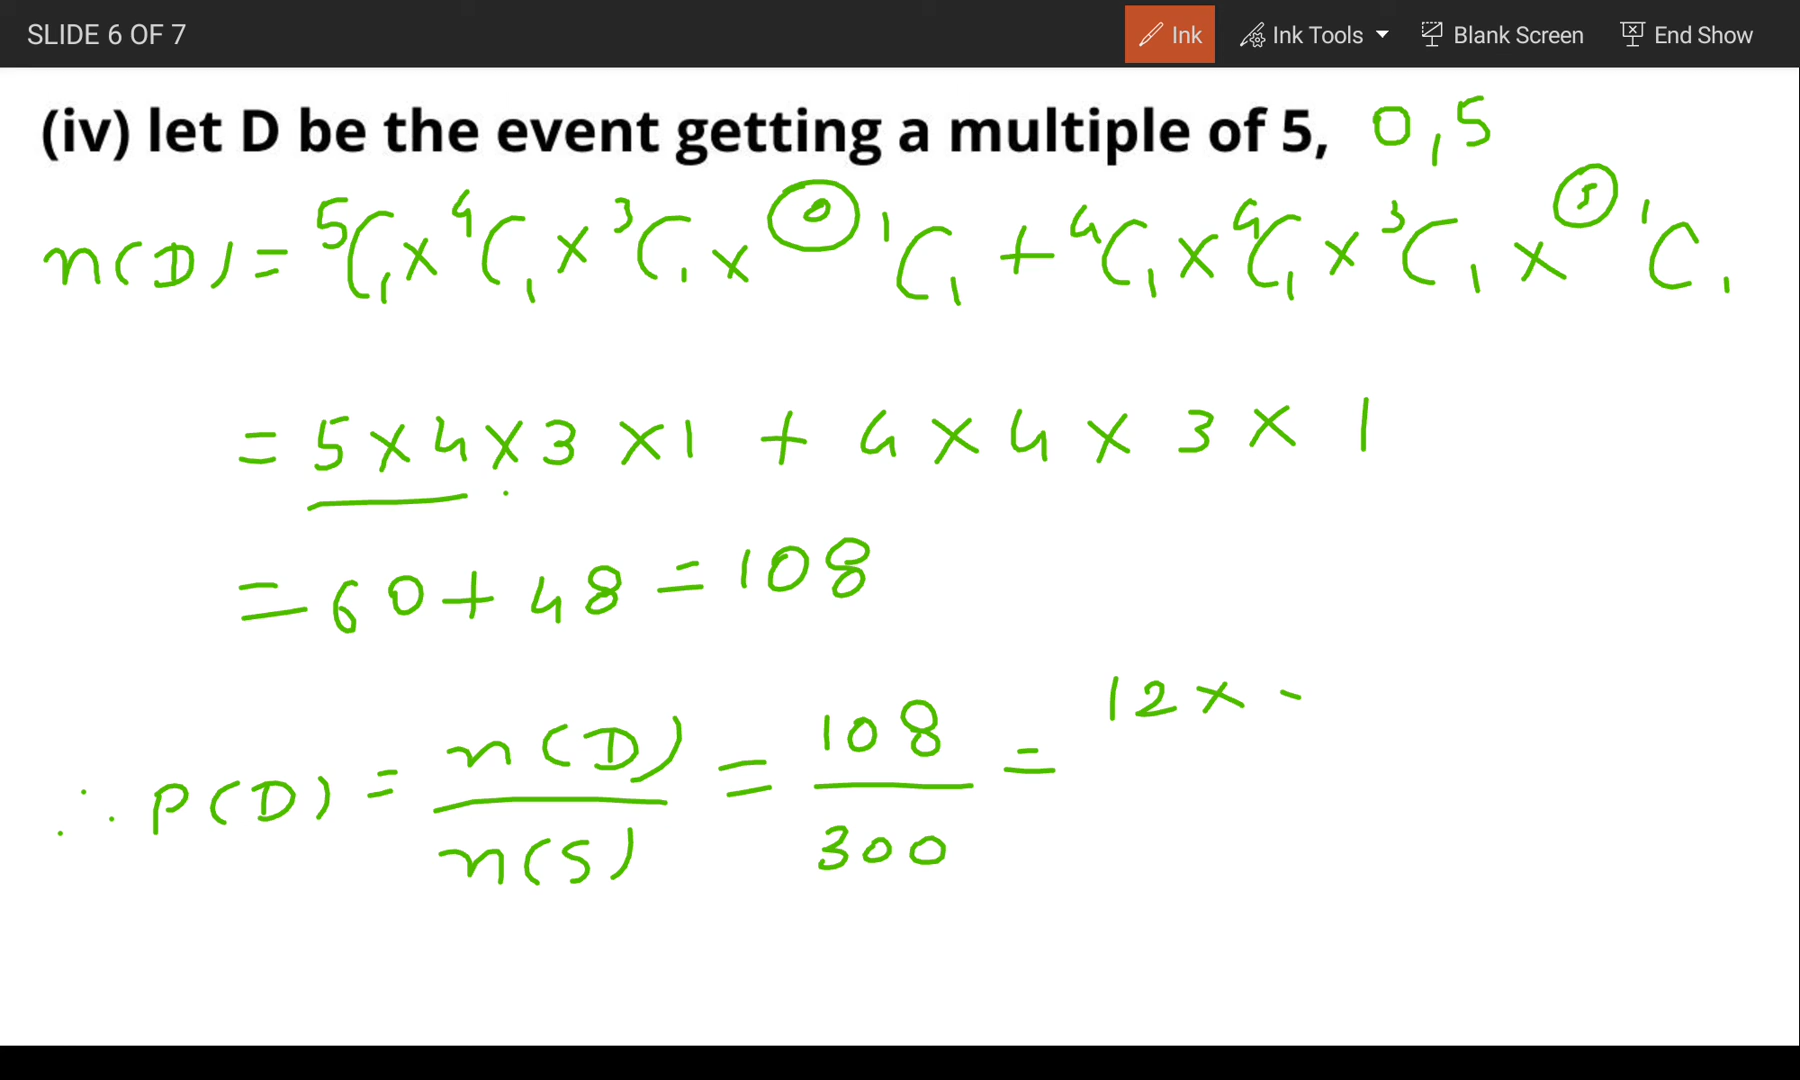 SLIDE 6 OF 7 Ink Ink Tools Blank Screen End Show
(iv) let D be the event getting a multiple of 5, 0,5
n(D) = ⁵C₁ × ⁴C₁ × ³C₁ × (0) ¹C₁ + ⁴C₁ × ⁴C₁ × ³C₁ × (5) ¹C₁
= 5 × 4 × 3 × 1 + 4 × 4 × 3 × 1
= 60 + 48 = 108
∴ P(D) = n(D)/n(S) = 108/300 = 12 ×